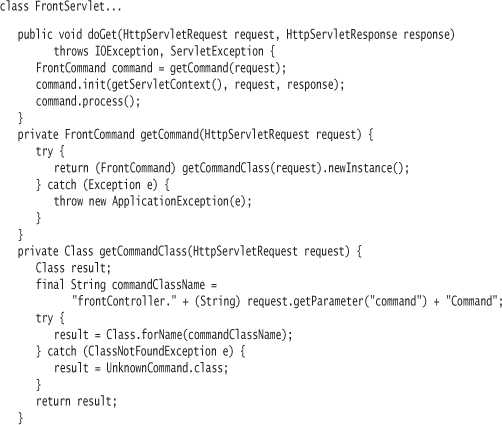 class FrontServlet...
public void doGet(HttpServletRequest request, HttpServletResponse response)
throws IOException, ServletException {
FrontCommand command = getCommand(request);
command.init(getServletContext(), request, response);
command.process();
}
private FrontCommand getCommand(HttpServletRequest request) {
try {
return (FrontCommand) getCommandClass(request).newInstance();
} catch (Exception e) {
throw new ApplicationException(e);
}
}
private Class getCommandClass(HttpServletRequest request) {
Class result;
final String commandClassName =
"frontController." + (String) request.getParameter("command") + "Command";
try {
result = Class.forName(commandClassName);
} catch (ClassNotFoundException e) {
result = UnknownCommand.class;
}
return result;
}